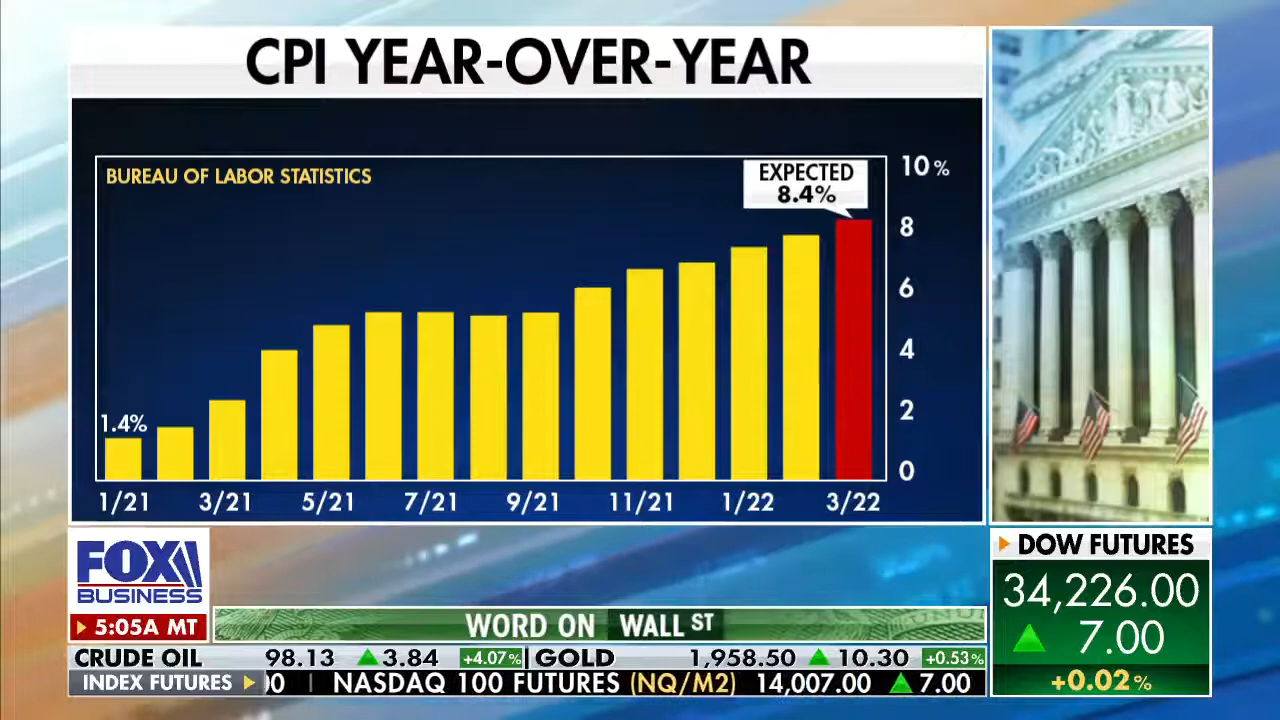 CPI YEAR-OVER-YEAR
BUREAU OF LABOR STATISTICS
EXPECTED
8.4%
10%
8
6
4
2
0
1.4%
1/21 3/21 5/21 7/21 9/21 11/21 1/22 3/22
FOX
BUSINESS
5:05A MT
WORD ON WALL ST
DOW FUTURES
34,226.00
7.00
+0.02%
CRUDE OIL 98.13 ▲3.84 +4.07% GOLD 1,958.50 ▲ 10.30 +0.53%
INDEX FUTURES NASDAQ 100 FUTURES (NQ/M2) 14,007.00 ▲7.00